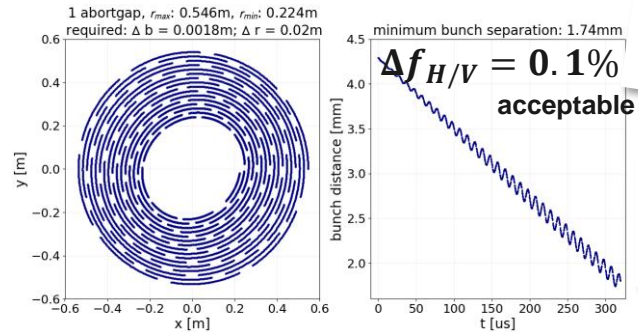 1 abortgap, r_max: 0.546m, r_min: 0.224m
required: Δ b = 0.0018m; Δ r = 0.02m
y [m]
0.6
0.4
0.2
0.0
−0.2
−0.4
−0.6
−0.6 −0.4 −0.2 0.0 0.2 0.4 0.6
x [m]
minimum bunch separation: 1.74mm
Δf_H/V = 0.1%
acceptable
bunch distance [mm]
4.5
4.0
3.5
3.0
2.5
2.0
0 50 100 150 200 250 300
t [us]